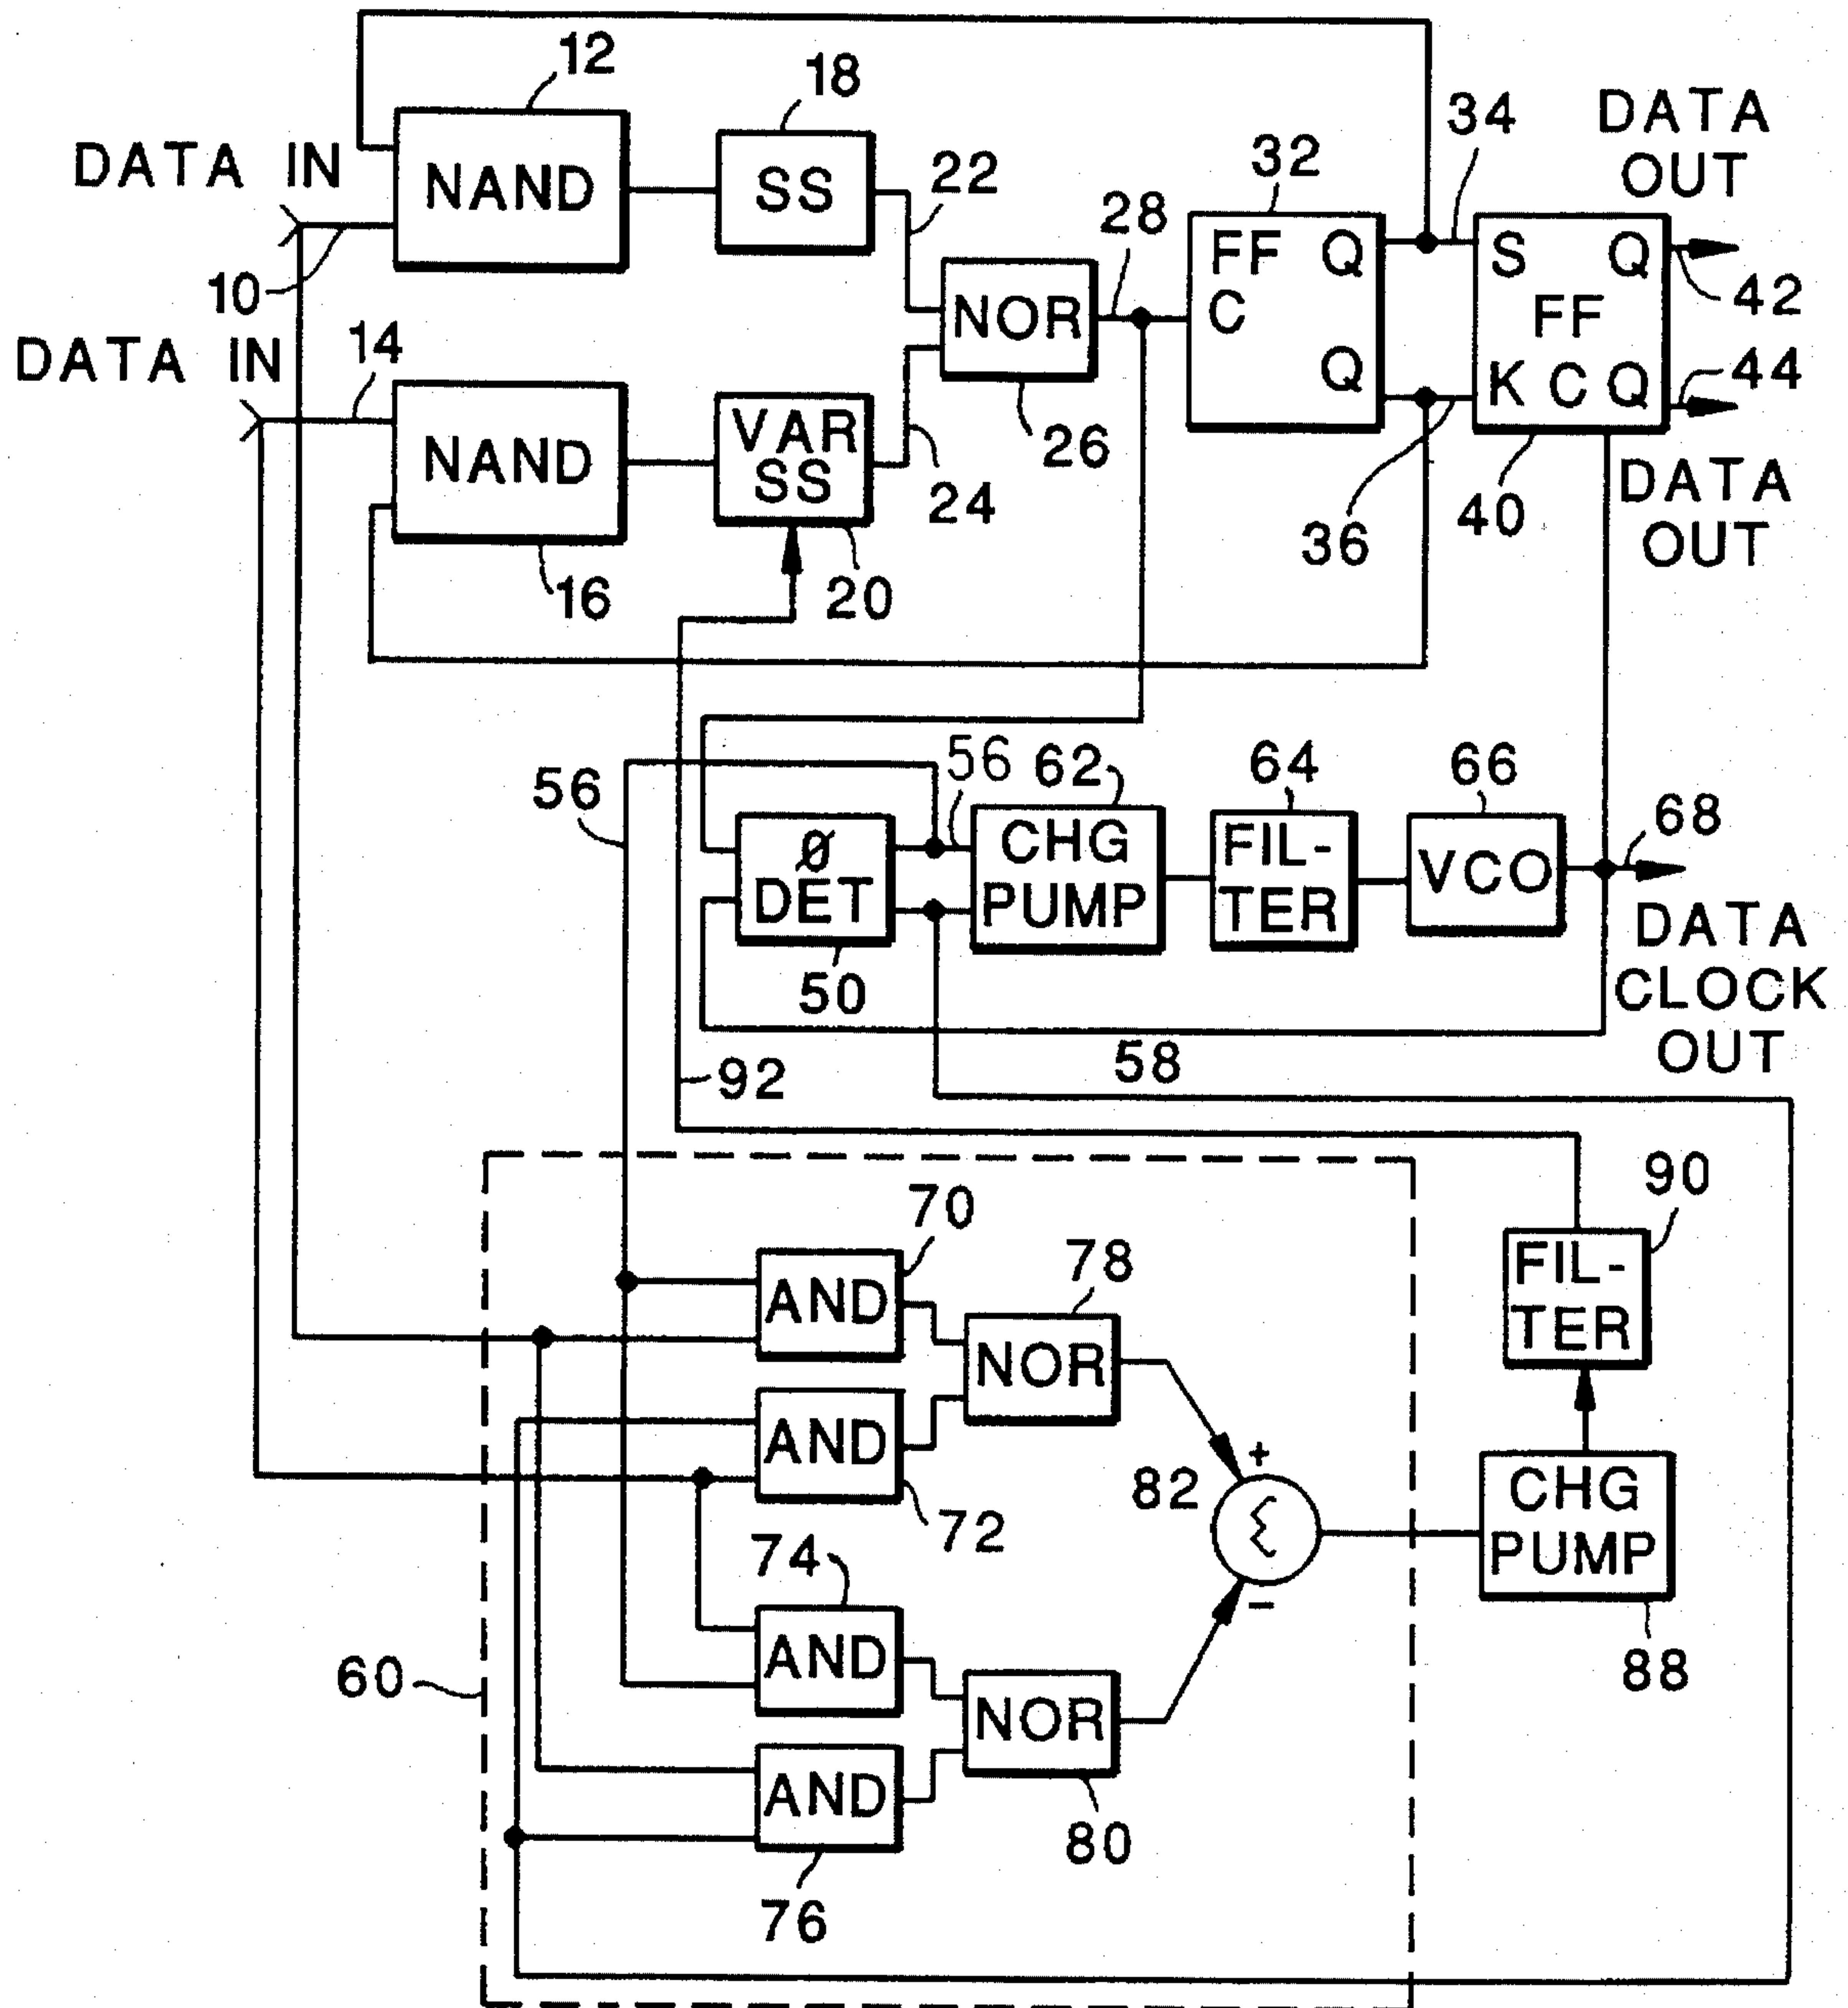 12
18
DATA IN
NAND
SS
22
28
32
34
DATA
OUT
10
FF
Q
C
Q
S
Q
FF
K
C
Q
42
44
DATA IN
14
NAND
VAR
SS
NOR
26
24
16
20
36
40
DATA
OUT
56
56
62
64
66
68
Ø
DET
CHG
PUMP
FIL-
TER
VCO
50
DATA
CLOCK
OUT
92
58
70
78
90
AND
NOR
FIL-
TER
AND
72
82
+
Σ
−
CHG
PUMP
88
74
AND
60
NOR
80
AND
76